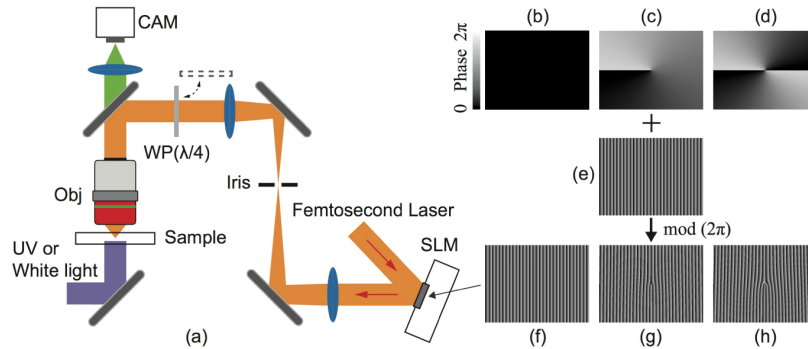 CAM
WP(λ/4)
Obj
Iris
Femtosecond Laser
SLM
Sample
UV or
White light
(a)
(b)
(c)
(d)
0 Phase 2π
+
(e)
mod (2π)
(f)
(g)
(h)